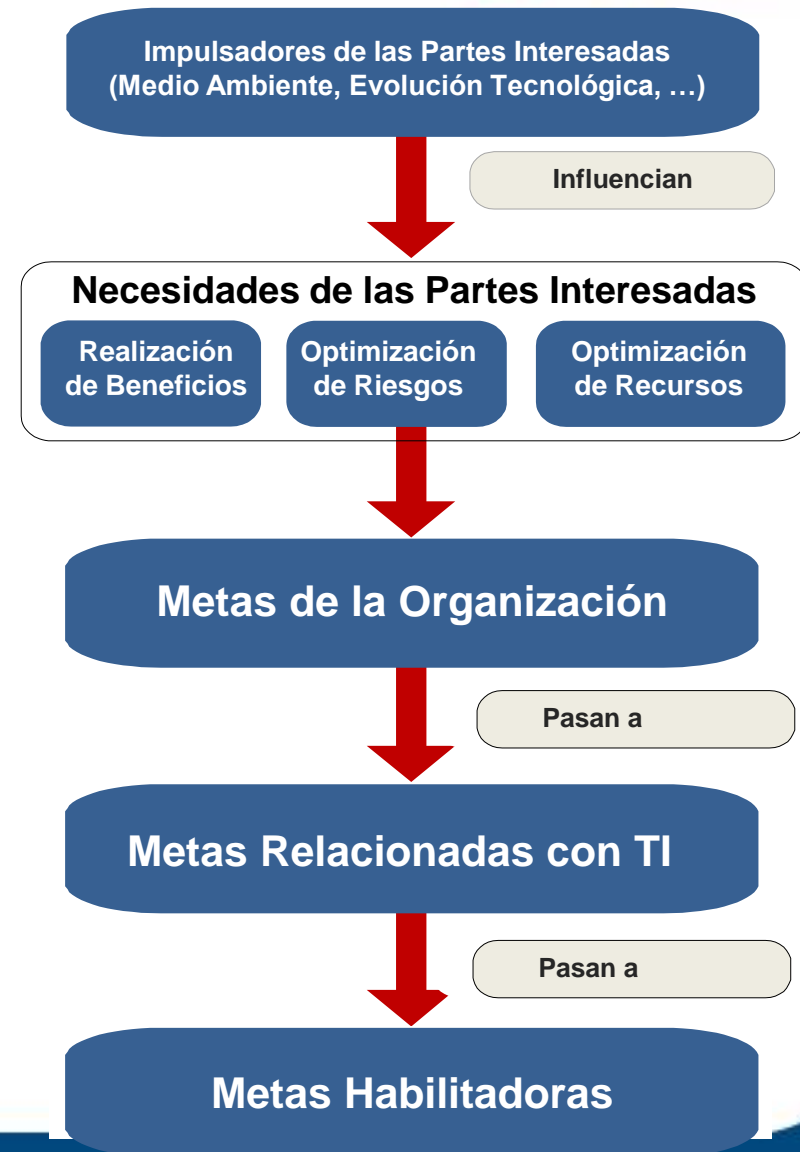 Impulsadores de las Partes Interesadas
(Medio Ambiente, Evolución Tecnológica, …)
Influencian
Necesidades de las Partes Interesadas
Realización
de Beneficios
Optimización
de Riesgos
Optimización
de Recursos
Metas de la Organización
Pasan a
Metas Relacionadas con TI
Pasan a
Metas Habilitadoras